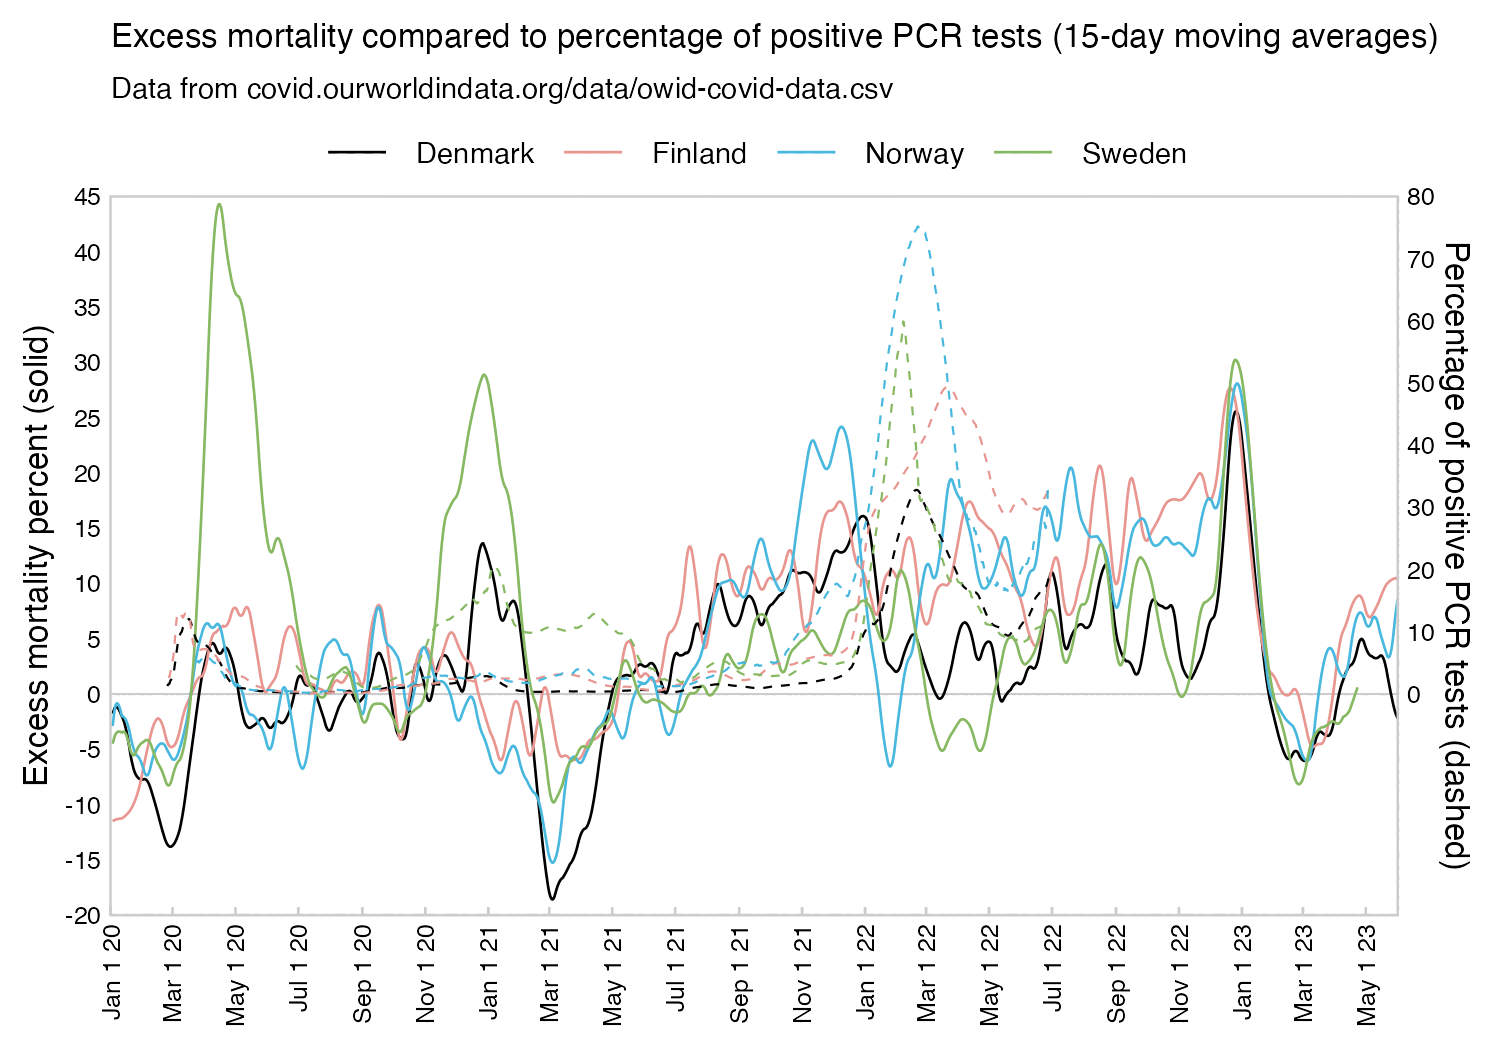 Excess mortality compared to percentage of positive PCR tests (15-day moving averages)
Data from covid.ourworldindata.org/data/owid-covid-data.csv
Denmark Finland Norway Sweden
Excess mortality percent (solid)
45
40
35
30
25
20
15
10
5
0
-5
-10
-15
-20
80
70
60
50
40
30
20
10
0
Percentage of positive PCR tests (dashed)
Jan 1 20
Mar 1 20
May 1 20
Jul 1 20
Sep 1 20
Nov 1 20
Jan 1 21
Mar 1 21
May 1 21
Jul 1 21
Sep 1 21
Nov 1 21
Jan 1 22
Mar 1 22
May 1 22
Jul 1 22
Sep 1 22
Nov 1 22
Jan 1 23
Mar 1 23
May 1 23